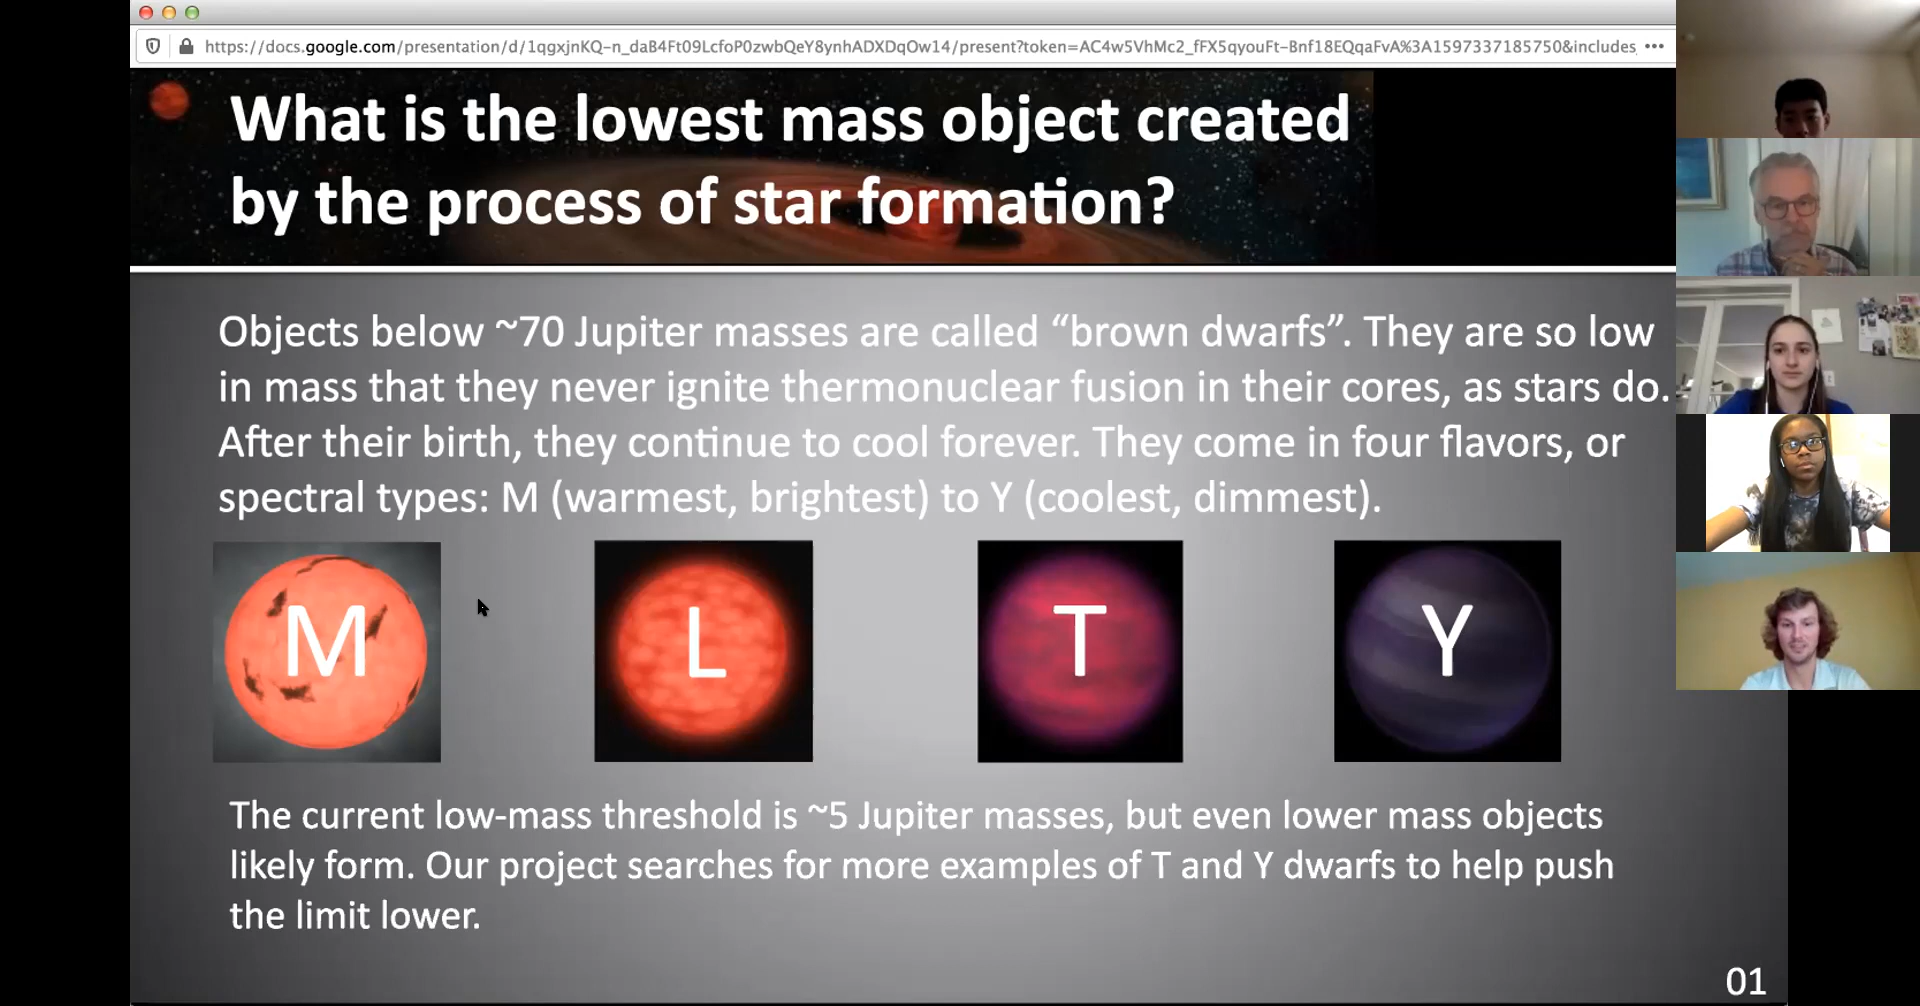 https://docs.google.com/presentation/d/1qgxjnKQ-n_daB4Ft09LcfoP0zwbQeY8ynhADXDqOw14/present?token=AC4w5VhMc2_fFX5qyouFt-Bnf18EQqaFvA%3A1597337185750&includes
What is the lowest mass object created
by the process of star formation?
Objects below ~70 Jupiter masses are called “brown dwarfs”. They are so low
in mass that they never ignite thermonuclear fusion in their cores, as stars do.
After their birth, they continue to cool forever. They come in four flavors, or
spectral types: M (warmest, brightest) to Y (coolest, dimmest).
M L T Y
The current low-mass threshold is ~5 Jupiter masses, but even lower mass objects
likely form. Our project searches for more examples of T and Y dwarfs to help push
the limit lower.
01